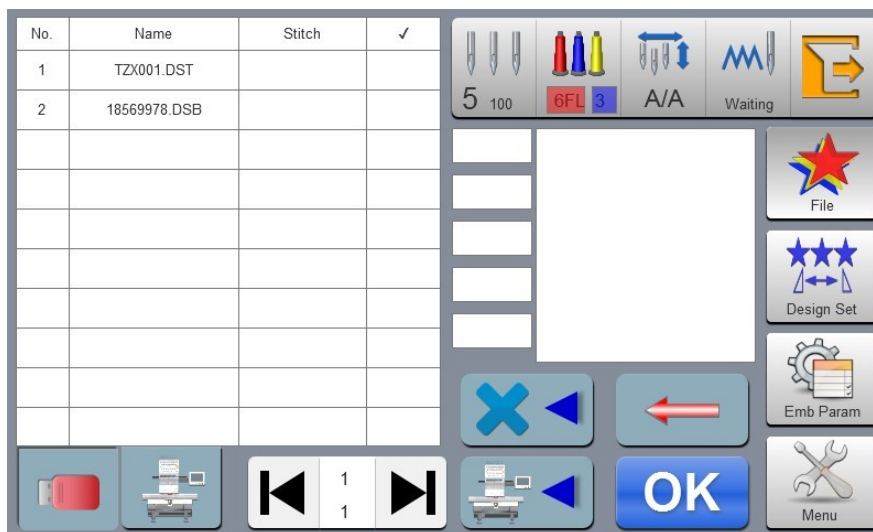 No. Name Stitch ✓
1 TZX001.DST
2 18569978.DSB
5 100
6FL 3
A/A
Waiting
File
Design Set
Emb Param
Menu
1
1
OK